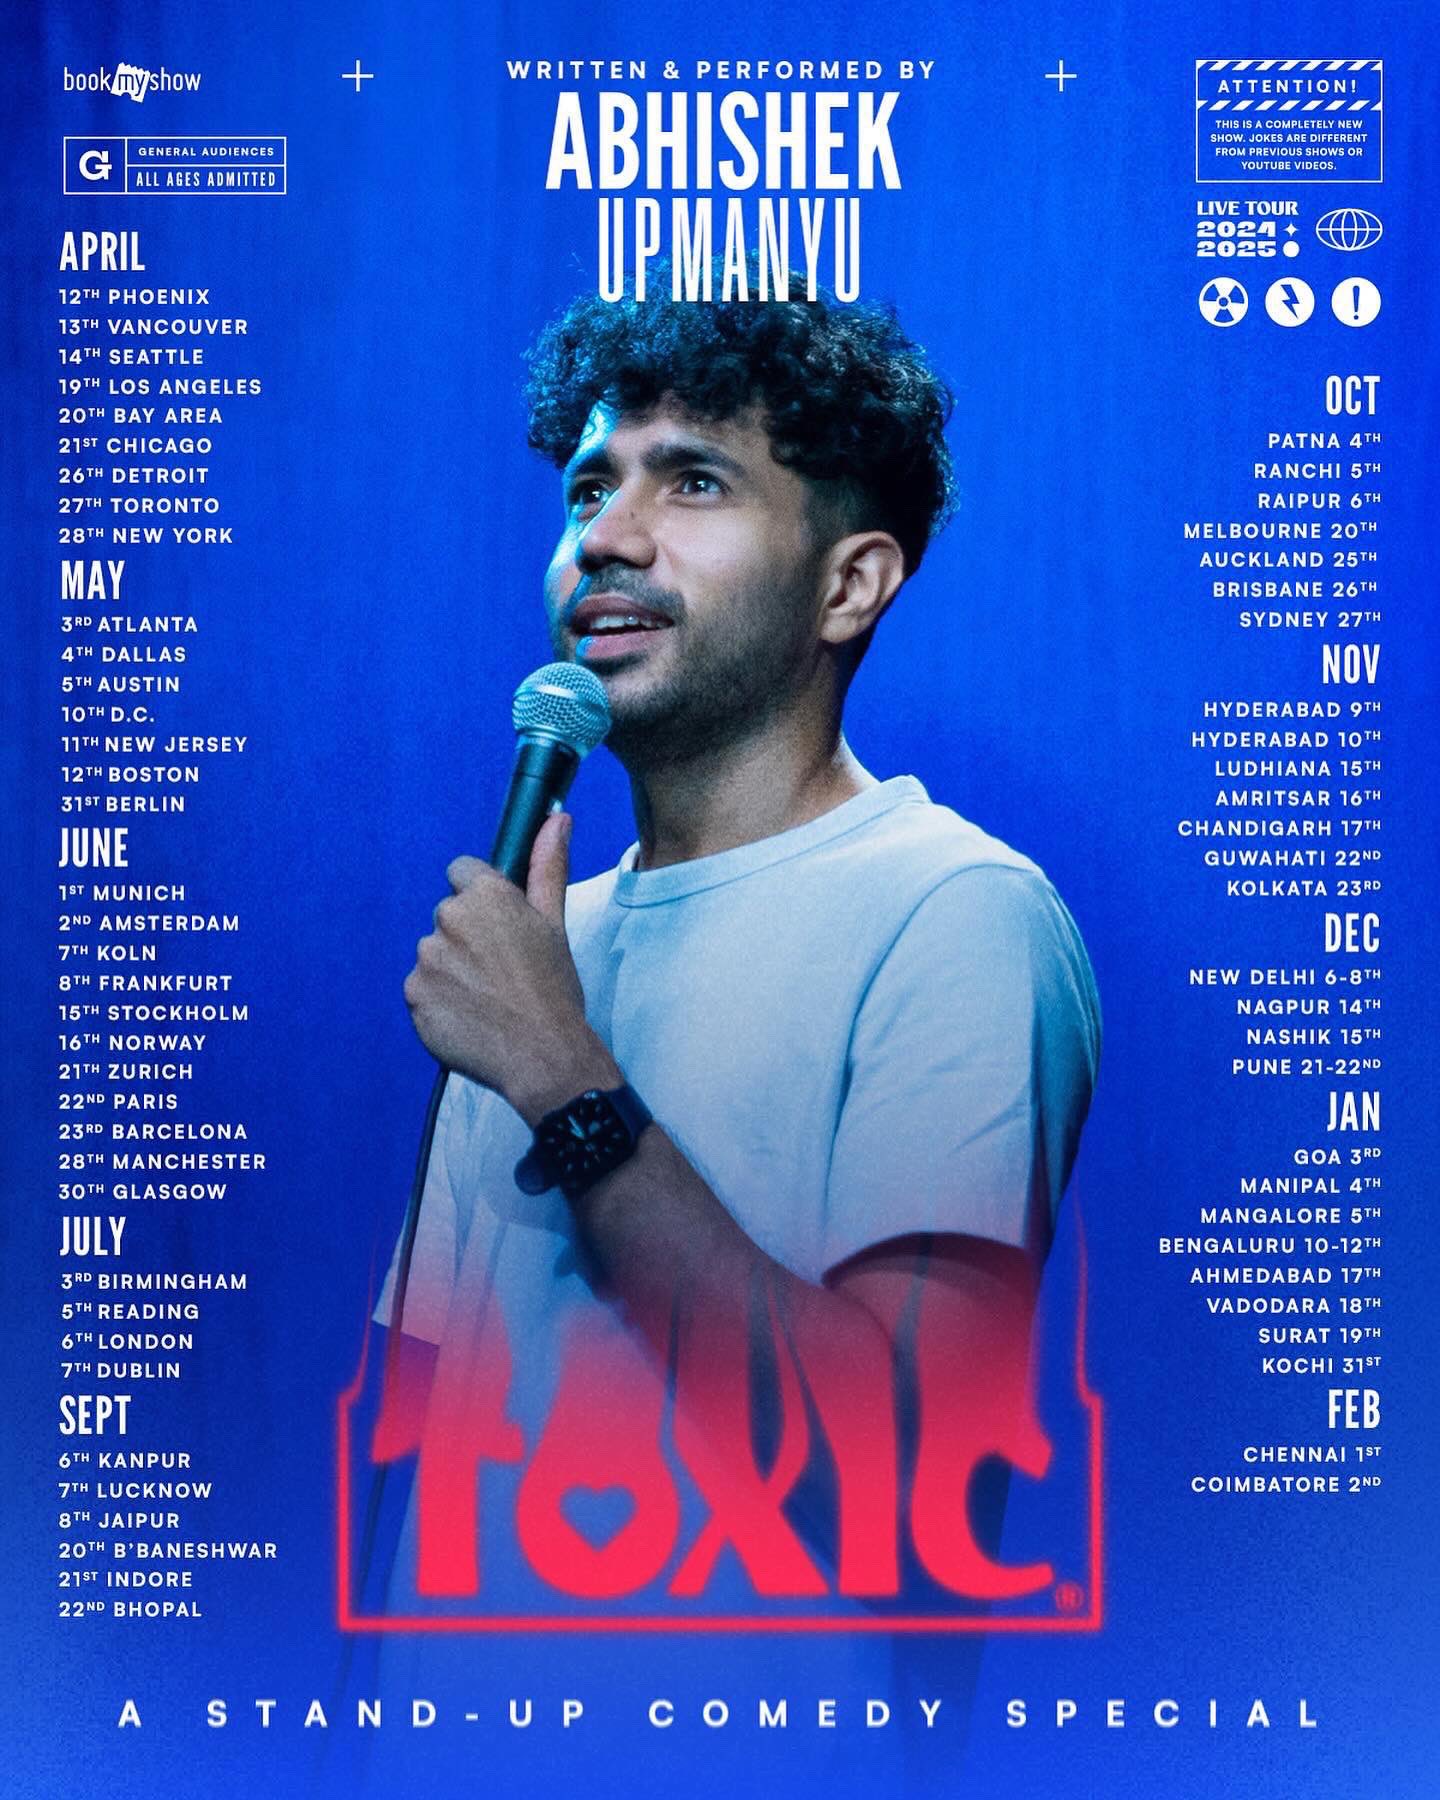 bookmyshow
WRITTEN & PERFORMED BY
ABHISHEK
UPMANYU
G
GENERAL AUDIENCES
ALL AGES ADMITTED
ATTENTION!
THIS IS A COMPLETELY NEW
SHOW. JOKES ARE DIFFERENT
FROM PREVIOUS SHOWS OR
YOUTUBE VIDEOS.
LIVE TOUR
2024
2025
APRIL
12TH PHOENIX
13TH VANCOUVER
14TH SEATTLE
19TH LOS ANGELES
20TH BAY AREA
21ST CHICAGO
26TH DETROIT
27TH TORONTO
28TH NEW YORK
MAY
3RD ATLANTA
4TH DALLAS
5TH AUSTIN
10TH D.C.
11TH NEW JERSEY
12TH BOSTON
31ST BERLIN
JUNE
1ST MUNICH
2ND AMSTERDAM
7TH KOLN
8TH FRANKFURT
15TH STOCKHOLM
16TH NORWAY
21TH ZURICH
22ND PARIS
23RD BARCELONA
28TH MANCHESTER
30TH GLASGOW
JULY
3RD BIRMINGHAM
5TH READING
6TH LONDON
7TH DUBLIN
SEPT
6TH KANPUR
7TH LUCKNOW
8TH JAIPUR
20TH B'BANESHWAR
21ST INDORE
22ND BHOPAL
OCT
PATNA 4TH
RANCHI 5TH
RAIPUR 6TH
MELBOURNE 20TH
AUCKLAND 25TH
BRISBANE 26TH
SYDNEY 27TH
NOV
HYDERABAD 9TH
HYDERABAD 10TH
LUDHIANA 15TH
AMRITSAR 16TH
CHANDIGARH 17TH
GUWAHATI 22ND
KOLKATA 23RD
DEC
NEW DELHI 6-8TH
NAGPUR 14TH
NASHIK 15TH
PUNE 21-22ND
JAN
GOA 3RD
MANIPAL 4TH
MANGALORE 5TH
BENGALURU 10-12TH
AHMEDABAD 17TH
VADODARA 18TH
SURAT 19TH
KOCHI 31ST
FEB
CHENNAI 1ST
COIMBATORE 2ND
TOXIC ®
A STAND-UP COMEDY SPECIAL